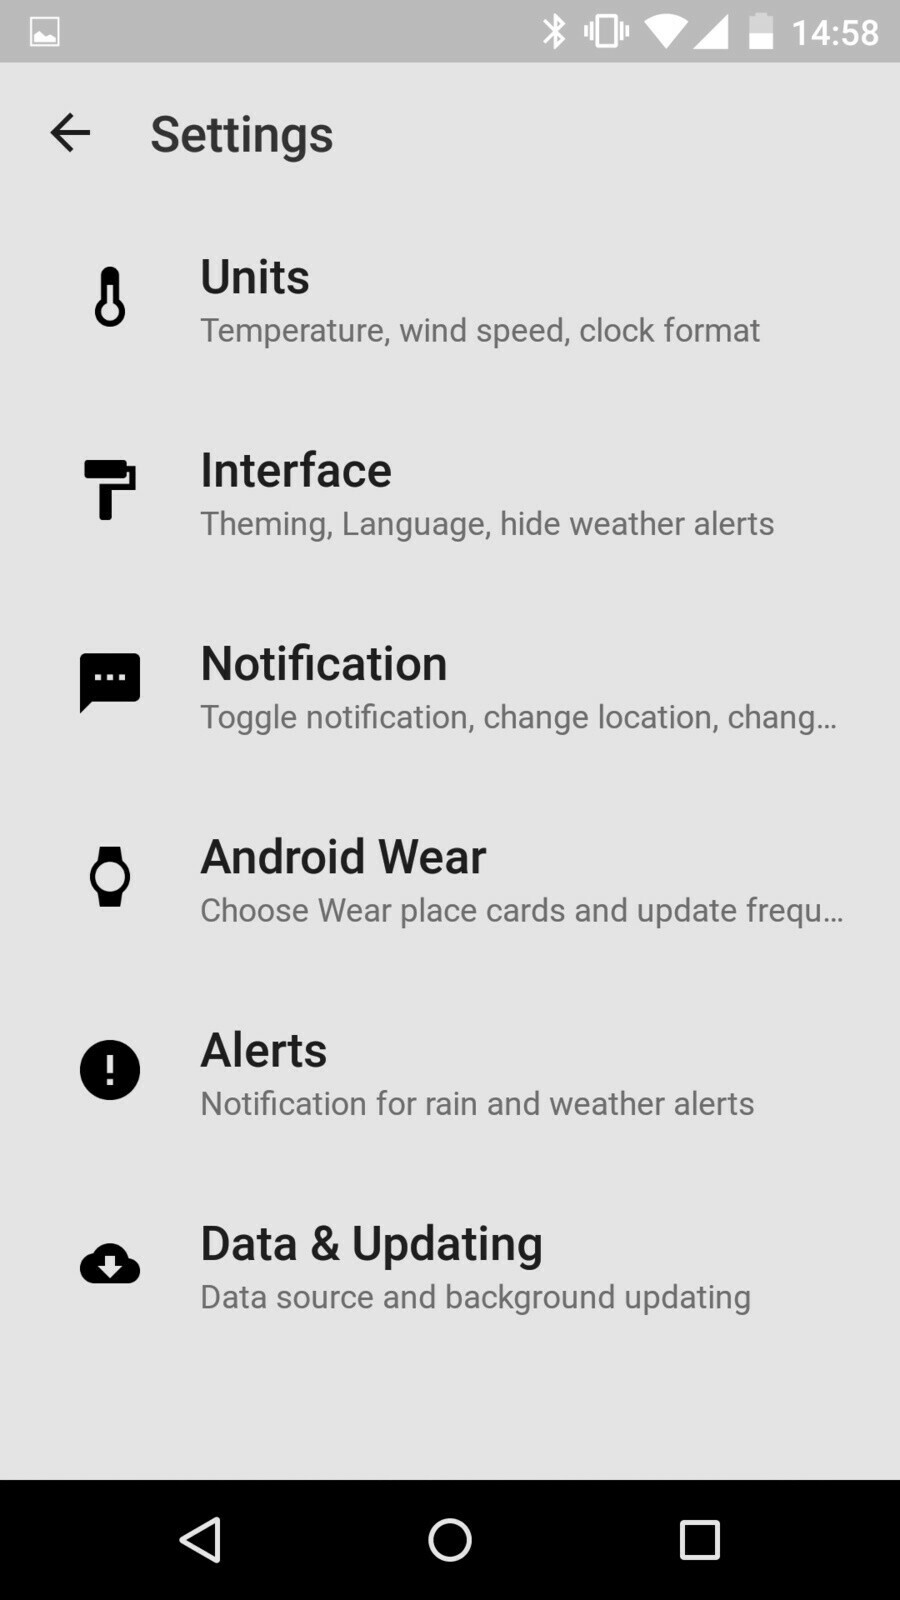 14:58
Settings
Units
Temperature, wind speed, clock format
Interface
Theming, Language, hide weather alerts
Notification
Toggle notification, change location, chang…
Android Wear
Choose Wear place cards and update frequ…
Alerts
Notification for rain and weather alerts
Data & Updating
Data source and background updating